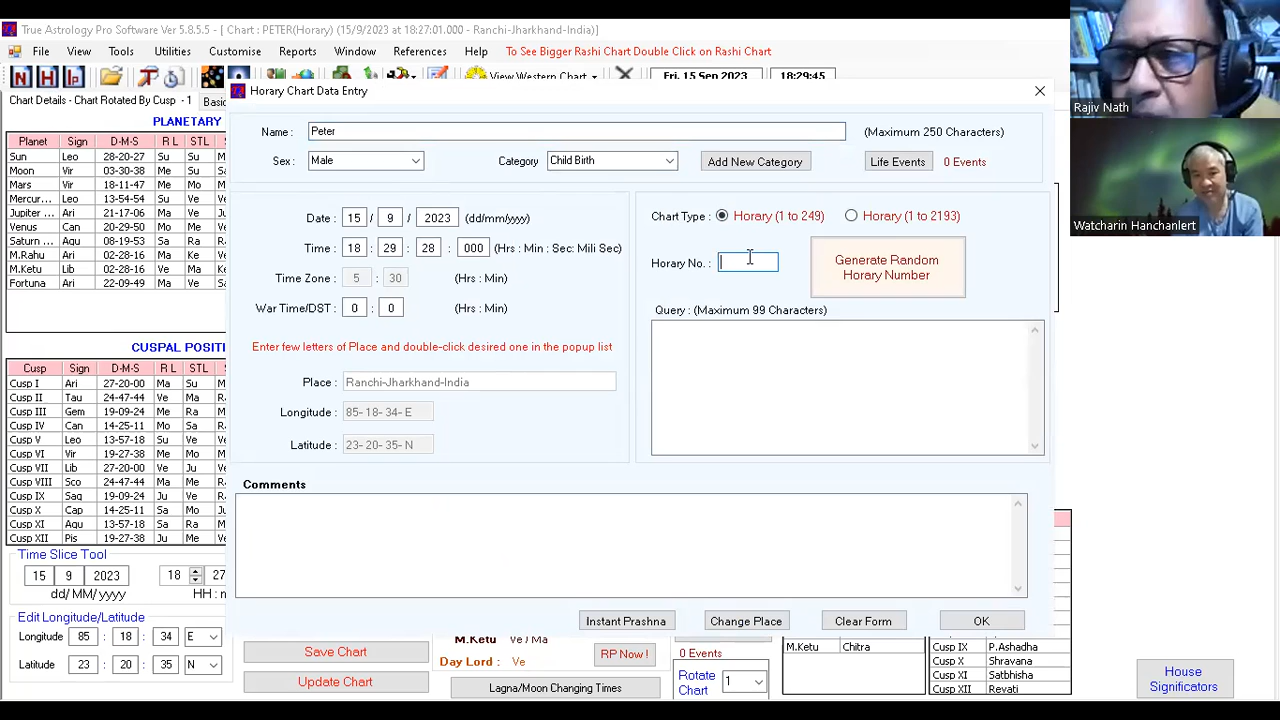 True Astrology Pro Software Ver 5.8.5.5 - [ Chart : PETER(Horary) (15/9/2023 at 18:27:01.000 - Ranchi-Jharkhand-India)]
File View Tools Utilities Customise Reports Window References Help To See Bigger Rashi Chart Double Click on Rashi Chart
N H Ip View Western Chart Fri. 15 Sep 2023 18:29:45
Chart Details - Chart Rotated By Cusp - 1
PLANETARY
Planet Sign D-M-S R L STL
Sun Leo 28-20-27 Su Su
Moon Vir 03-30-38 Me Su
Mars Vir 18-11-47 Me Mo
Mercur... Leo 13-54-54 Su Ve
Jupiter ... Ari 21-17-06 Ma Ve
Venus Can 20-29-50 Mo Me
Saturn ... Aqu 08-19-53 Sa
M.Rahu Ari 02-28-16 Ma Ke
M.Ketu Lib 02-28-16 Ve Ma
Fortuna Ari 22-09-49 Ma Ve
CUSPAL POSITI
Cusp Sign D-M-S R L STL
Cusp I Ari 27-20-00 Ma Su
Cusp II Tau 24-47-44 Ve Ma
Cusp III Gem 19-09-24 Me
Cusp IV Can 14-25-11 Mo
Cusp V Leo 13-57-18 Su Ve
Cusp VI Vir 19-27-38 Me Mo
Cusp VII Lib 27-20-00 Ve Ju
Cusp VIII Sco 24-47-44 Ma Me
Cusp IX Sag 19-09-24 Ju Ve
Cusp X Cap 14-25-11 Sa Mo
Cusp XI Aqu 13-57-18 Sa
Cusp XII Pis 19-27-38 Ju Me
Time Slice Tool
15 9 2023 18 27
dd/ MM/ yyyy HH :
Edit Longitude/Latitude
Longitude 85 : 18 : 34 E
Latitude 23 : 20 : 35 N
Horary Chart Data Entry
Name : Peter (Maximum 250 Characters)
Sex : Male Category Child Birth Add New Category Life Events 0 Events
Date : 15 / 9 / 2023 (dd/mm/yyyy)
Time : 18 : 29 : 28 : 000 (Hrs : Min : Sec: Mili Sec)
Time Zone : 5 : 30 (Hrs : Min)
War Time/DST : 0 : 0 (Hrs : Min)
Enter few letters of Place and double-click desired one in the popup list
Place : Ranchi-Jharkhand-India
Longitude : 85- 18- 34- E
Latitude : 23- 20- 35- N
Chart Type : Horary (1 to 249) Horary (1 to 2193)
Horary No. : Generate Random
Horary Number
Query : (Maximum 99 Characters)
Comments
Instant Prashna Change Place Clear Form OK
Save Chart
Update Chart
M.Ketu Ve / Ma
Day Lord : Ve RP Now !
Lagna/Moon Changing Times
0 Events
Rotate
Chart 1
M.Ketu Chitra
Cusp IX P.Ashadha
Cusp X Shravana
Cusp XI Satbhisha
Cusp XII Revati
House
Significators
Rajiv Nath
Watcharin Hanchanlert